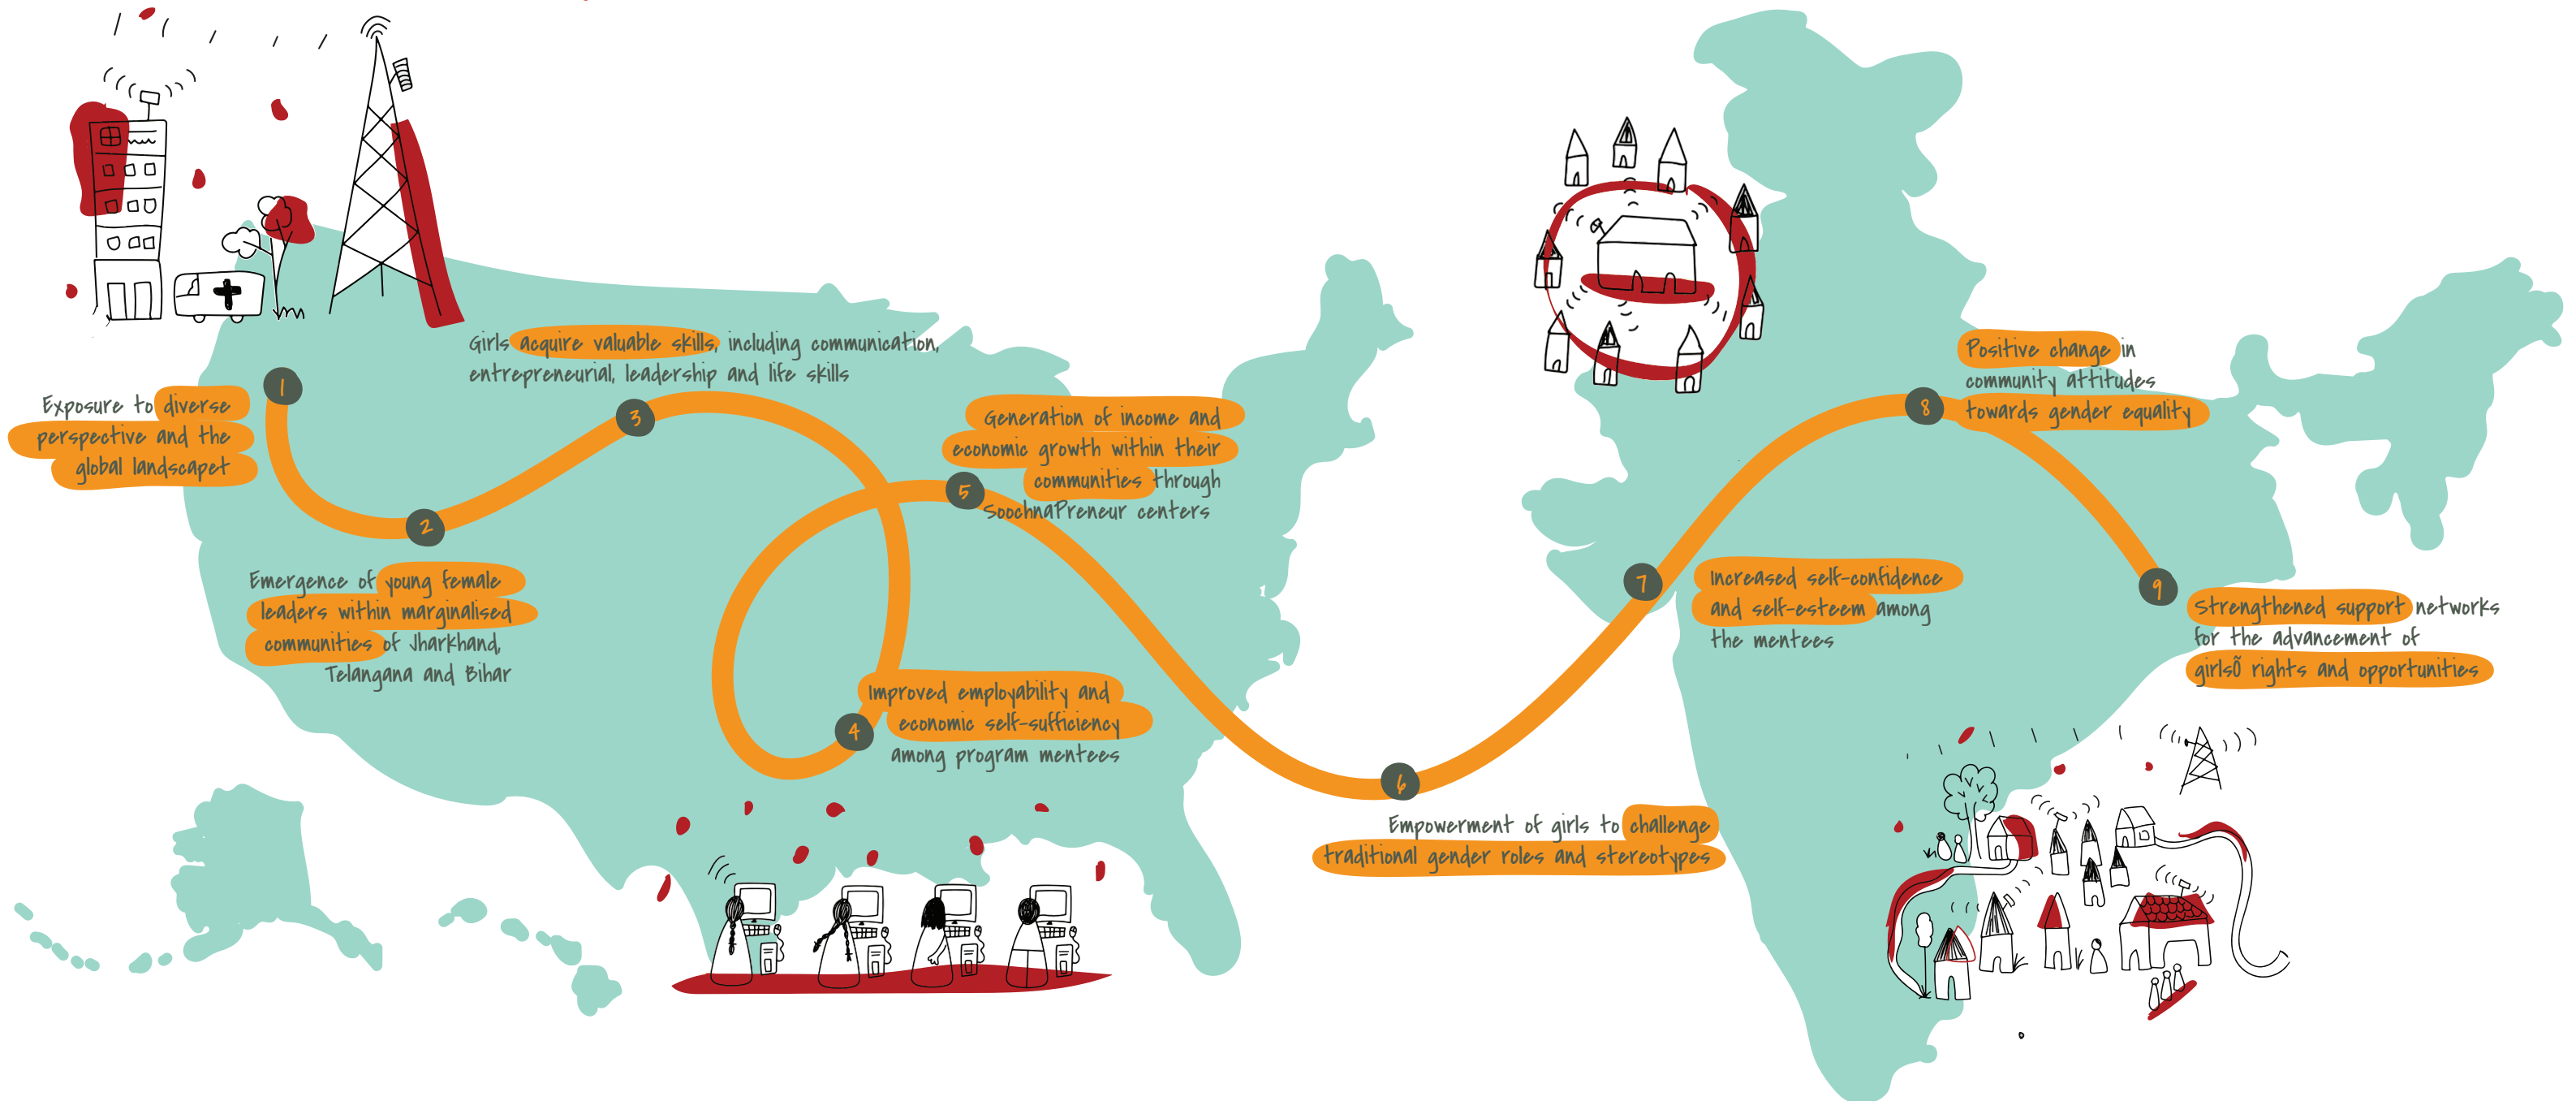 1
Exposure to diverse
perspective and the
global landscapet
2
Emergence of young female
leaders within marginalised
communities of Jharkhand,
Telangana and Bihar
3
Girls acquire valuable skills, including communication,
entrepreneurial, leadership and life skills
4
Improved employability and
economic self-sufficiency
among program mentees
5
Generation of income and
economic growth within their
communities through
SoochnaPreneur centers
6
Empowerment of girls to challenge
traditional gender roles and stereotypes
7
Increased self-confidence
and self-esteem among
the mentees
8
Positive change in
community attitudes
towards gender equality
9
Strengthened support networks
for the advancement of
girlsÕ rights and opportunities